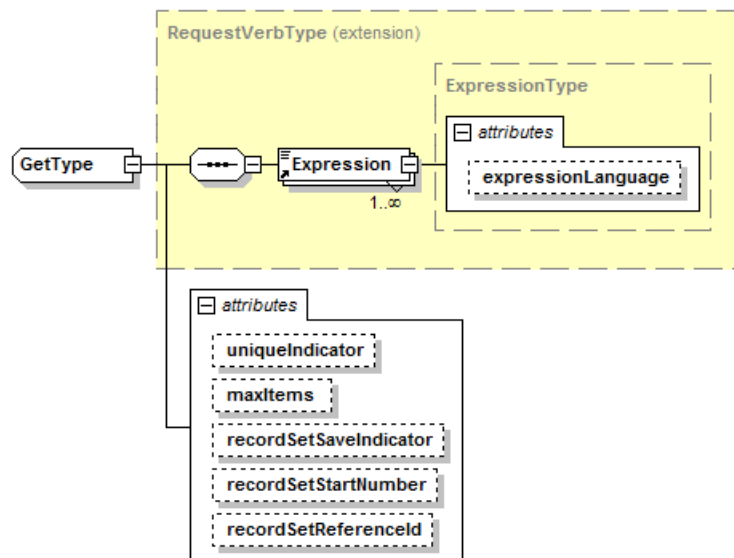 RequestVerbType (extension)
ExpressionType
attributes
GetType
Expression
expressionLanguage
1..∞
attributes
uniqueIndicator
maxItems
recordSetSaveIndicator
recordSetStartNumber
recordSetReferenceId